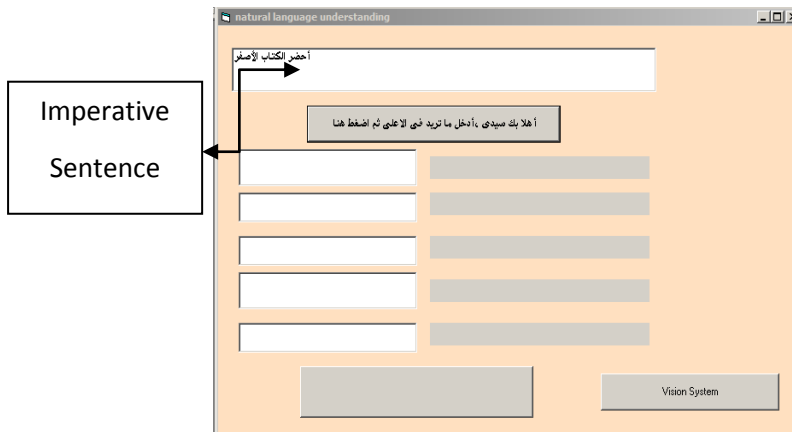 natural language understanding
أحضر الكتاب الأصفر
Imperative
Sentence
أهلا بك صيدى ،أدخل ما تريد فى الاعلى ثم اضغط هنا
Vision System